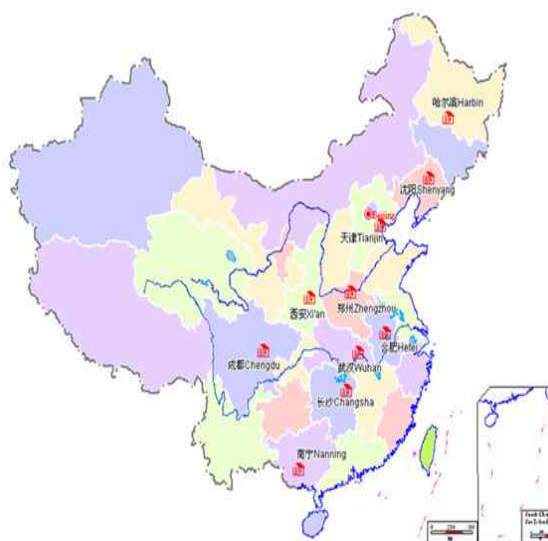 哈尔滨Harbin
沈阳Shenyang
Beijing
天津Tianjin
西安Xi'an
郑州Zhengzhou
合肥Hefei
成都Chengdu
武汉Wuhan
长沙Changsha
南宁Nanning